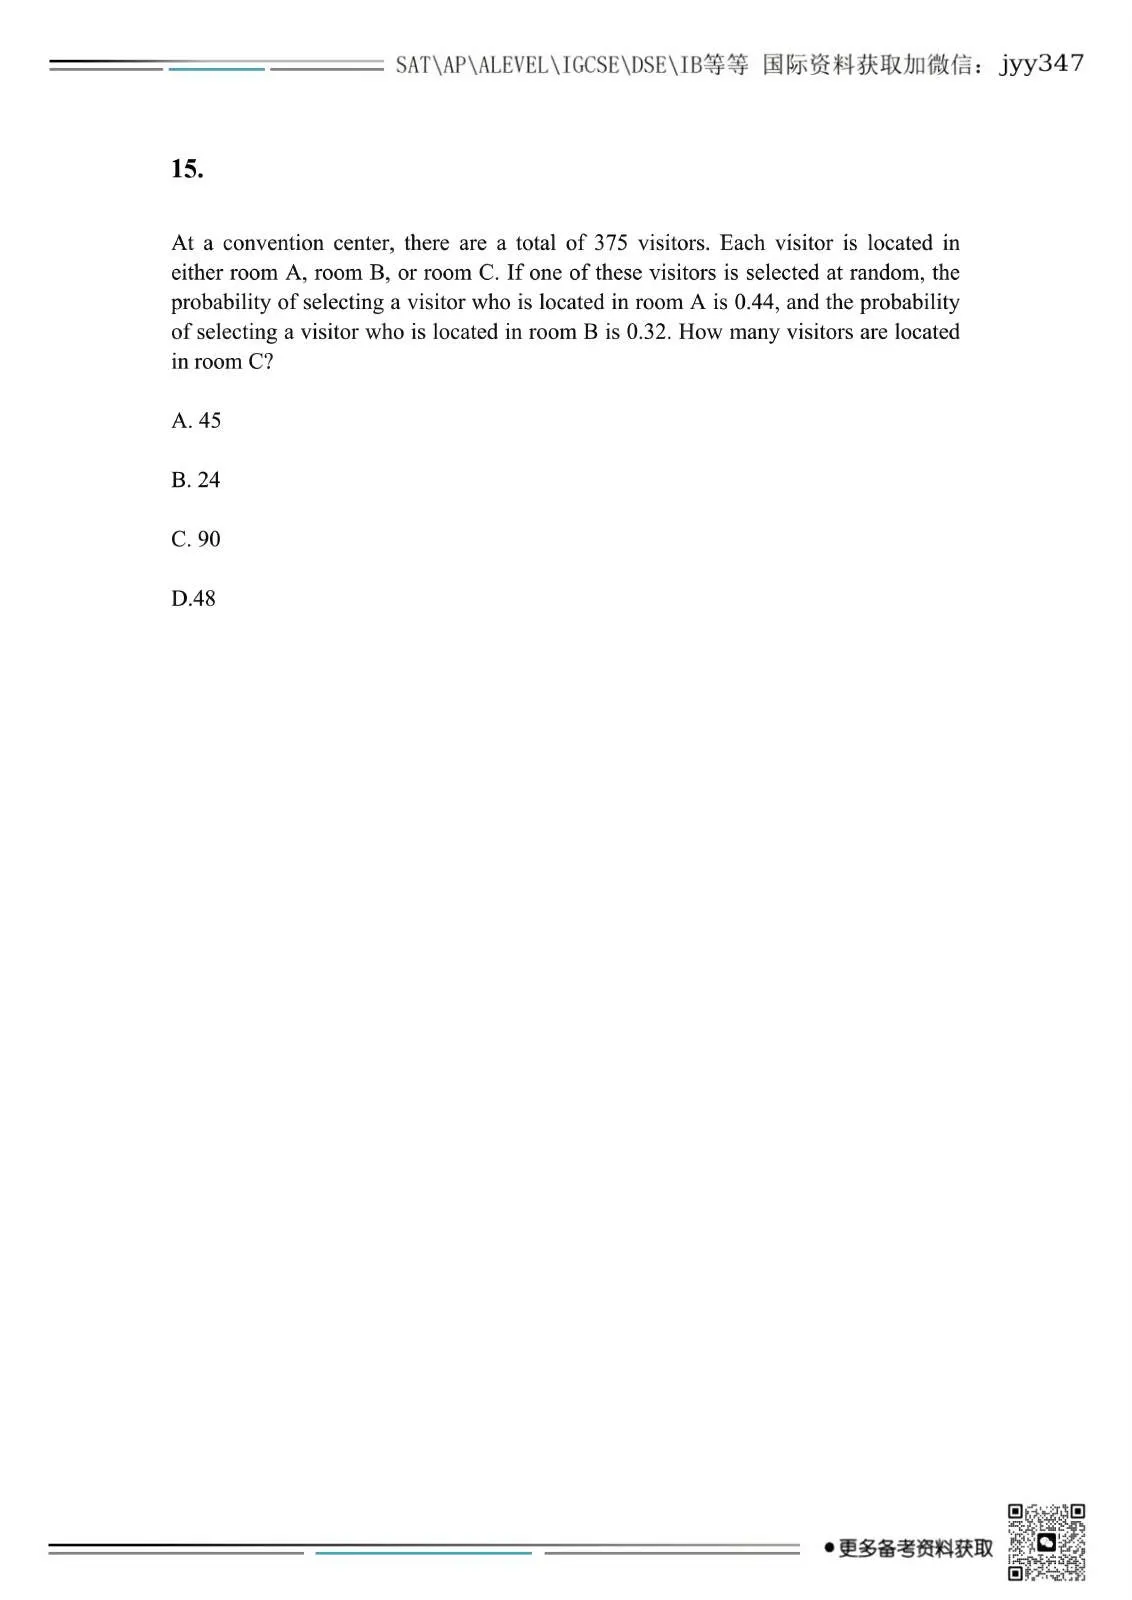 SAT\AP\ALEVEL\IGCSE\DSE\IB等等 国际资料获取加微信： jyy347
15.
At a convention center, there are a total of 375 visitors. Each visitor is located in
either room A, room B, or room C. If one of these visitors is selected at random, the
probability of selecting a visitor who is located in room A is 0.44, and the probability
of selecting a visitor who is located in room B is 0.32. How many visitors are located
in room C?
A. 45
B. 24
C. 90
D.48
●更多备考资料获取